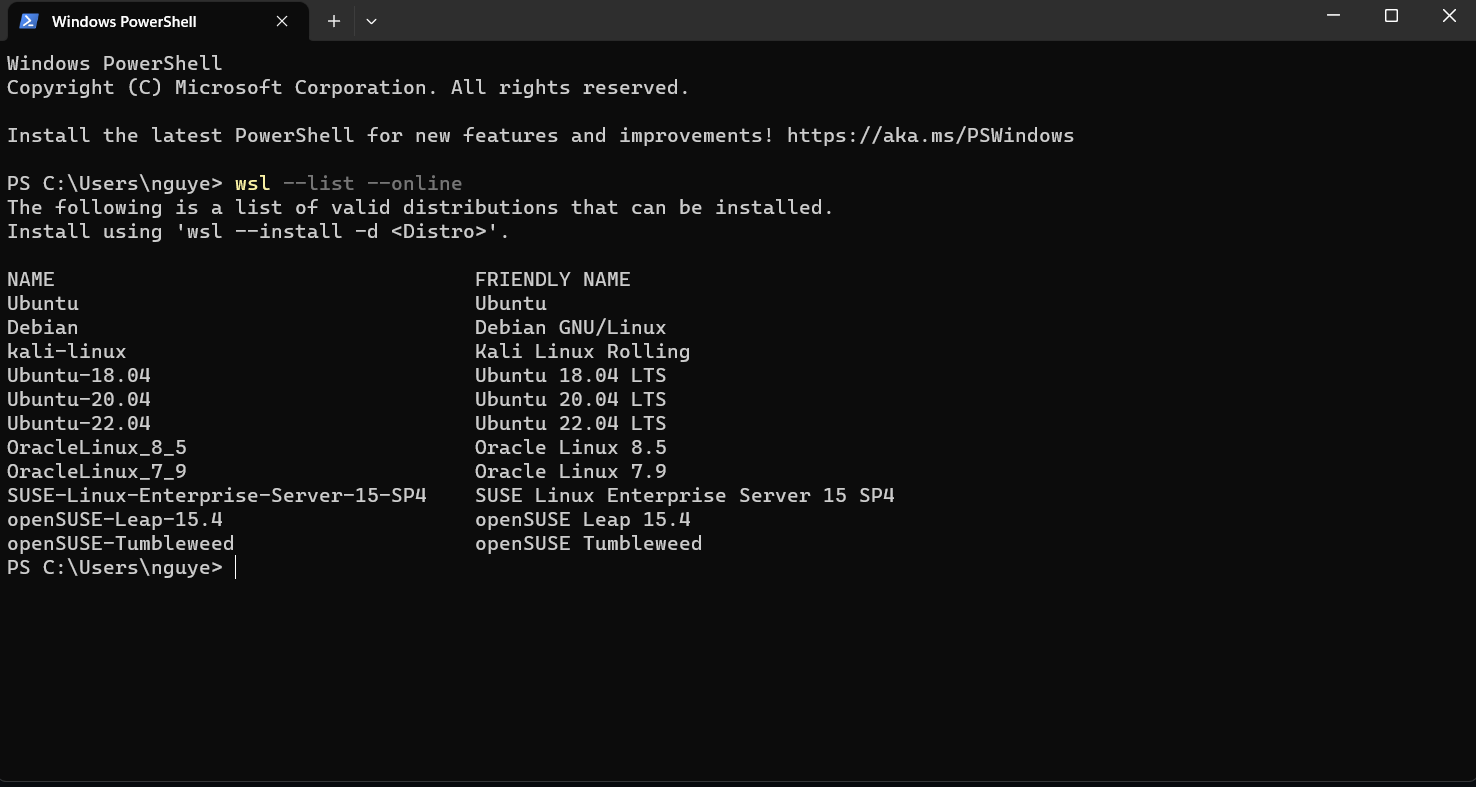 Windows PowerShell
Windows PowerShell
Copyright (C) Microsoft Corporation. All rights reserved.
Install the latest PowerShell for new features and improvements! https://aka.ms/PSWindows
PS C:\Users\nguye> wsl --list --online
The following is a list of valid distributions that can be installed.
Install using 'wsl --install -d <Distro>'.
NAME FRIENDLY NAME
Ubuntu Ubuntu
Debian Debian GNU/Linux
kali-linux Kali Linux Rolling
Ubuntu-18.04 Ubuntu 18.04 LTS
Ubuntu-20.04 Ubuntu 20.04 LTS
Ubuntu-22.04 Ubuntu 22.04 LTS
OracleLinux_8_5 Oracle Linux 8.5
OracleLinux_7_9 Oracle Linux 7.9
SUSE-Linux-Enterprise-Server-15-SP4 SUSE Linux Enterprise Server 15 SP4
openSUSE-Leap-15.4 openSUSE Leap 15.4
openSUSE-Tumbleweed openSUSE Tumbleweed
PS C:\Users\nguye>